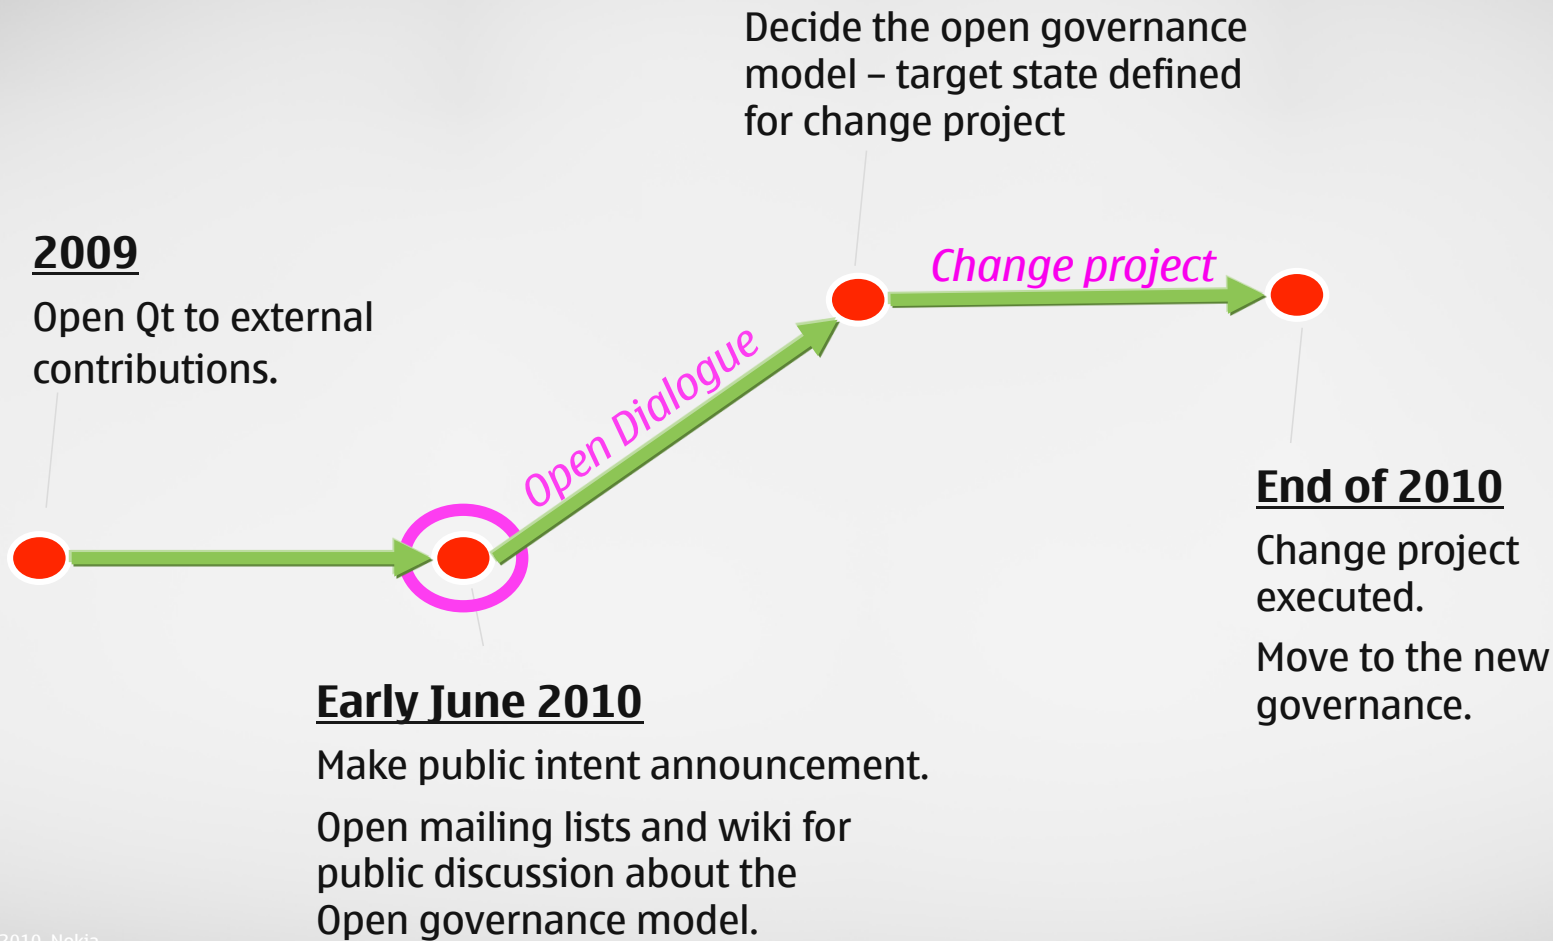 Decide the open governance
model – target state defined
for change project
2009
Open Qt to external
contributions.
Change project
Open Dialogue
End of 2010
Change project
executed.
Move to the new
governance.
Early June 2010
Make public intent announcement.
Open mailing lists and wiki for
public discussion about the
Open governance model.
2010 Nokia